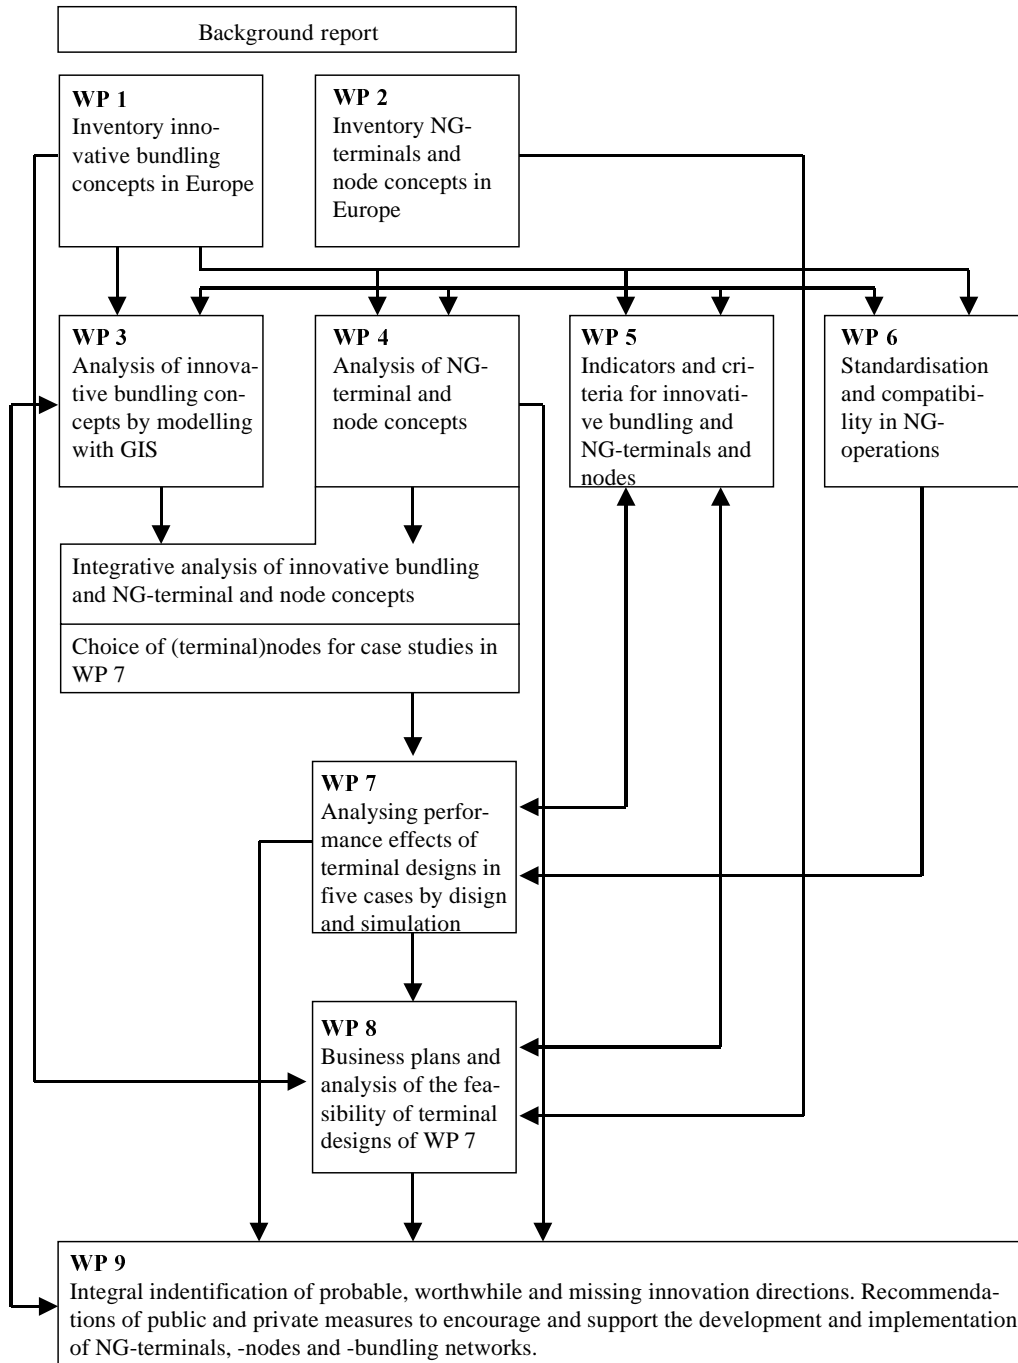 Background report
WP 1
Inventory inno-
vative bundling
concepts in Europe
WP 2
Inventory NG-
terminals and
node concepts in
Europe
WP 3
Analysis of innova-
tive bundling con-
cepts by modelling
with GIS
WP 4
Analysis of NG-
terminal and
node concepts
WP 5
Indicators and cri-
teria for innovati-
ve bundling and
NG-terminals and
nodes
WP 6
Standardisation
and compatibi-
lity in NG-
operations
Integrative analysis of innovative bundling
and NG-terminal and node concepts
Choice of (terminal)nodes for case studies in
WP 7
WP 7
Analysing perfor-
mance effects of
terminal designs in
five cases by disign
and simulation
WP 8
Business plans and
analysis of the fea-
sibility of terminal
designs of WP 7
WP 9
Integral indentification of probable, worthwhile and missing innovation directions. Recommenda-
tions of public and private measures to encourage and support the development and implementation
of NG-terminals, -nodes and -bundling networks.